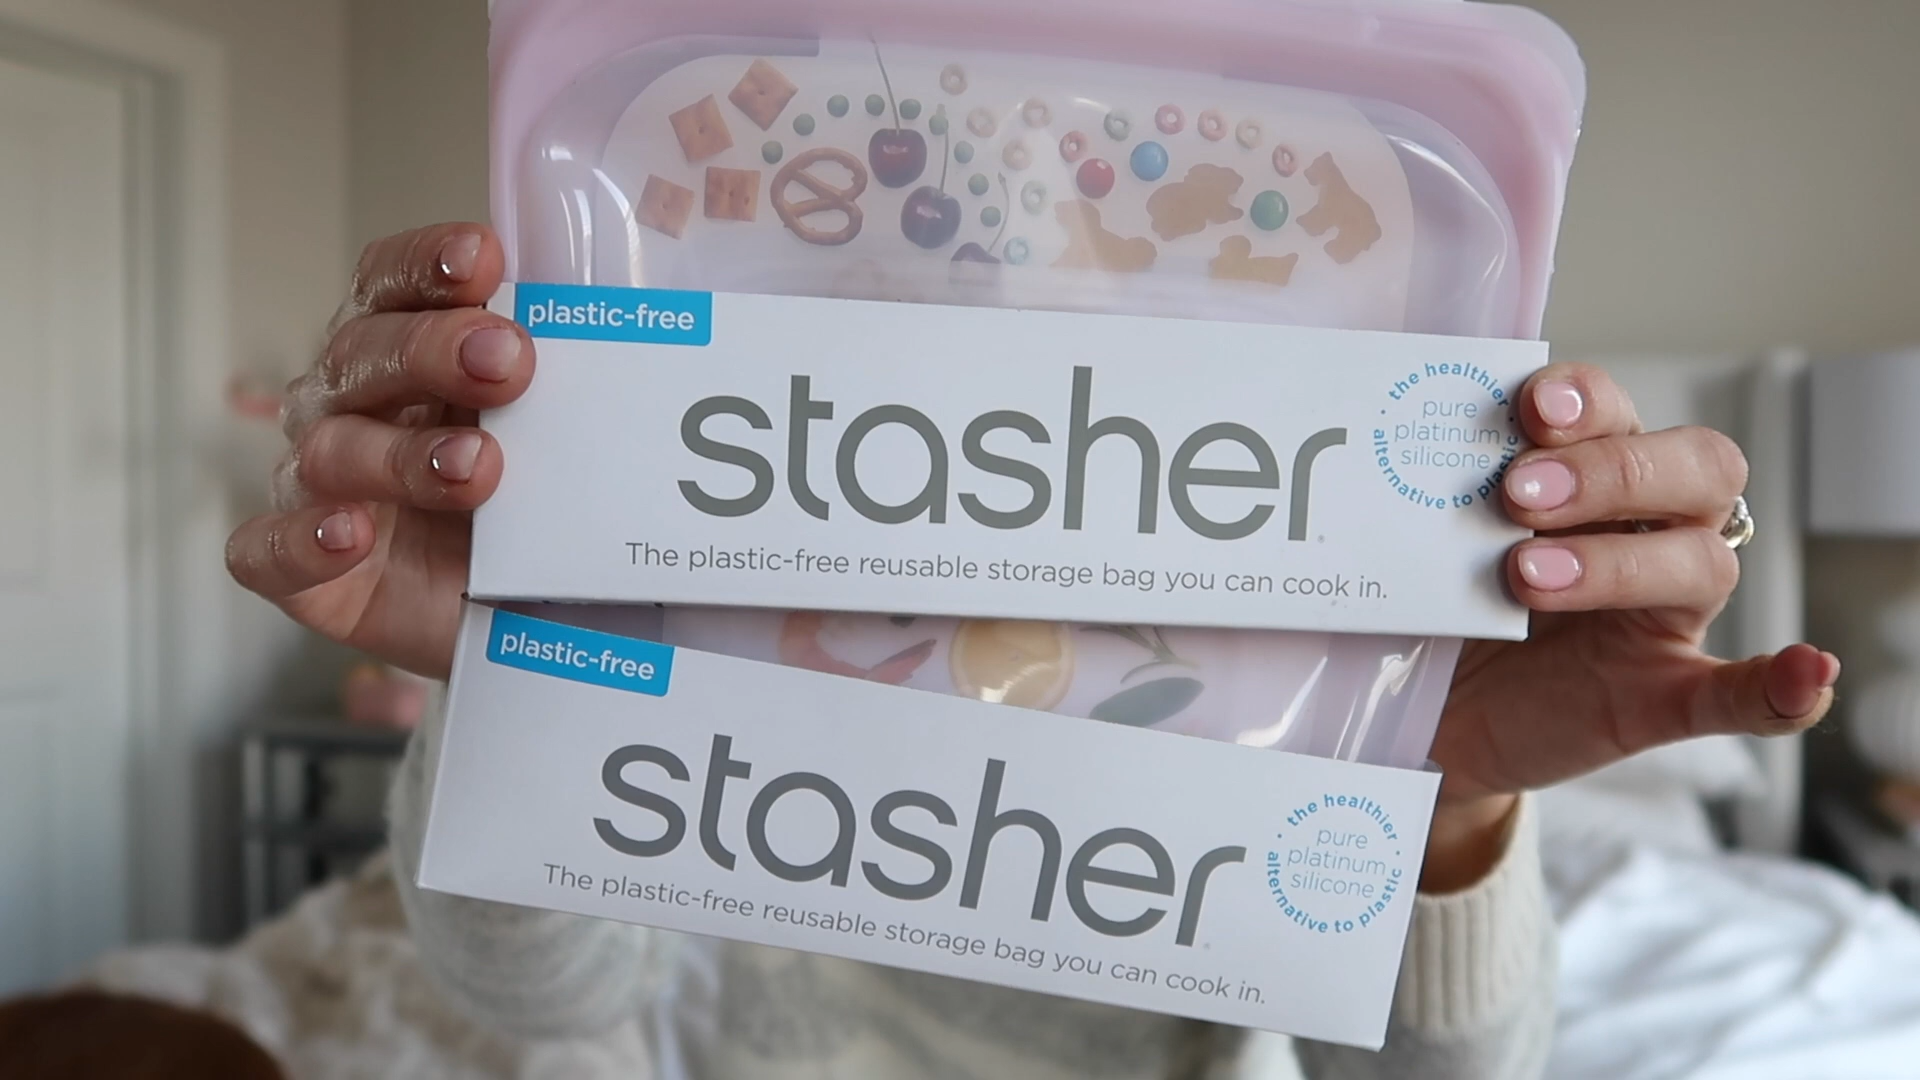 plastic-free
stasher
the healthier alternative to plastic
pure
platinum
silicone
The plastic-free reusable storage bag you can cook in.
plastic-free
stasher
the healthier alternative to plastic
pure
platinum
silicone
The plastic-free reusable storage bag you can cook in.